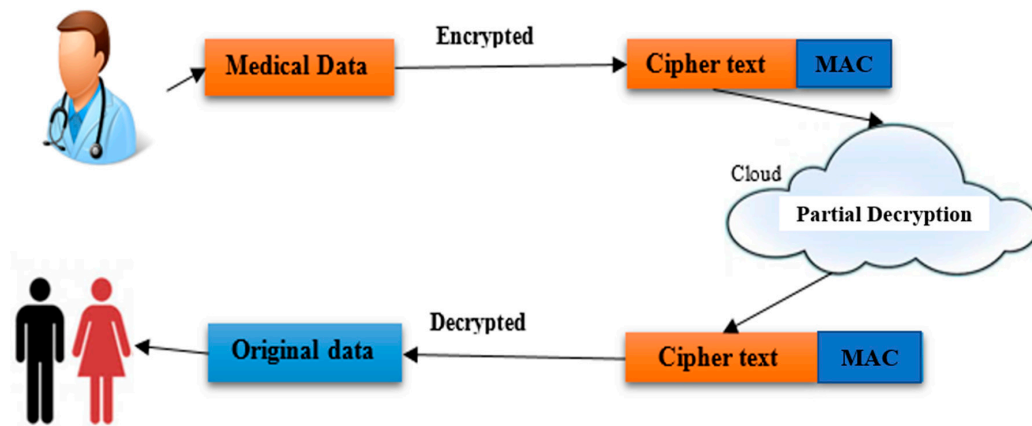 Encrypted
Medical Data
Cipher text
MAC
Cloud
Partial Decryption
Decrypted
Original data
Cipher text
MAC